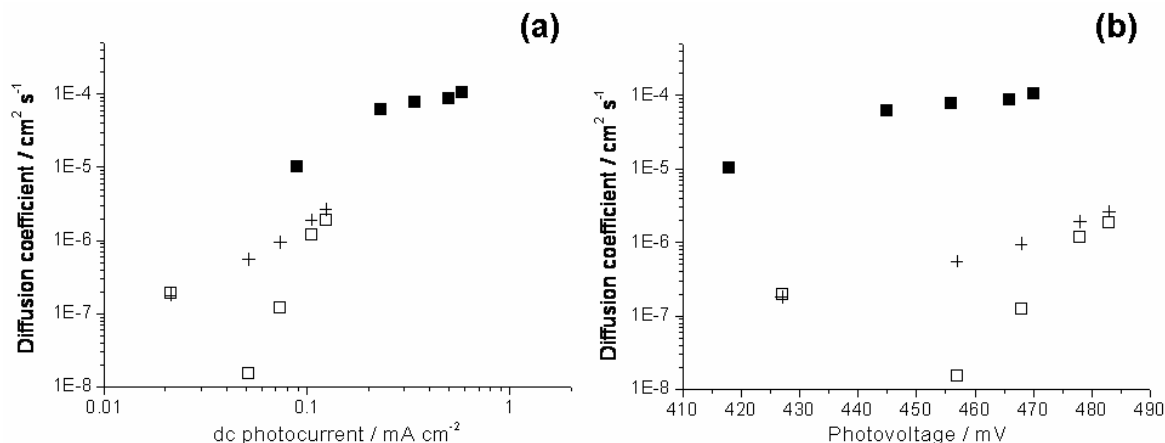 (a)
Diffusion coefficient / cm² s⁻¹
1E-4
1E-5
1E-6
1E-7
1E-8
0.01 0.1 1
dc photocurrent / mA cm⁻²
(b)
Diffusion coefficient / cm² s⁻¹
1E-4
1E-5
1E-6
1E-7
1E-8
410 420 430 440 450 460 470 480 490
Photovoltage / mV